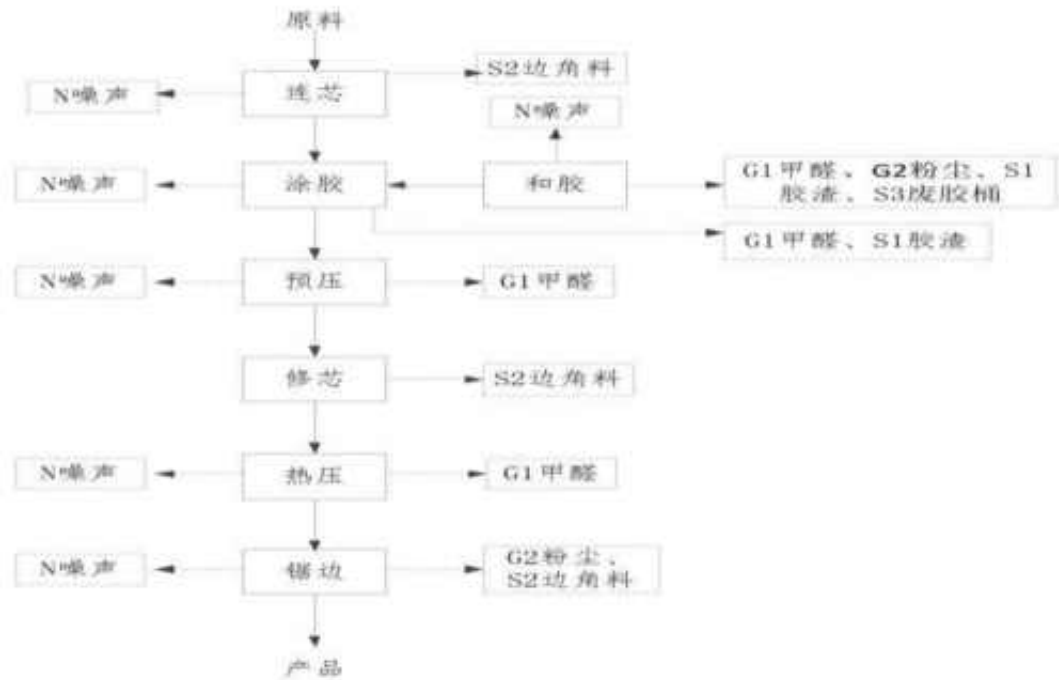 原料
S2边角料
N噪声
连芯
N噪声
N噪声
涂胶
和胶
G1甲醛、G2粉尘、S1
胶渣、S3废胶桶
G1甲醛、S1胶渣
N噪声
预压
G1甲醛
修芯
S2边角料
N噪声
热压
G1甲醛
N噪声
锯边
G2粉尘、
S2边角料
产品